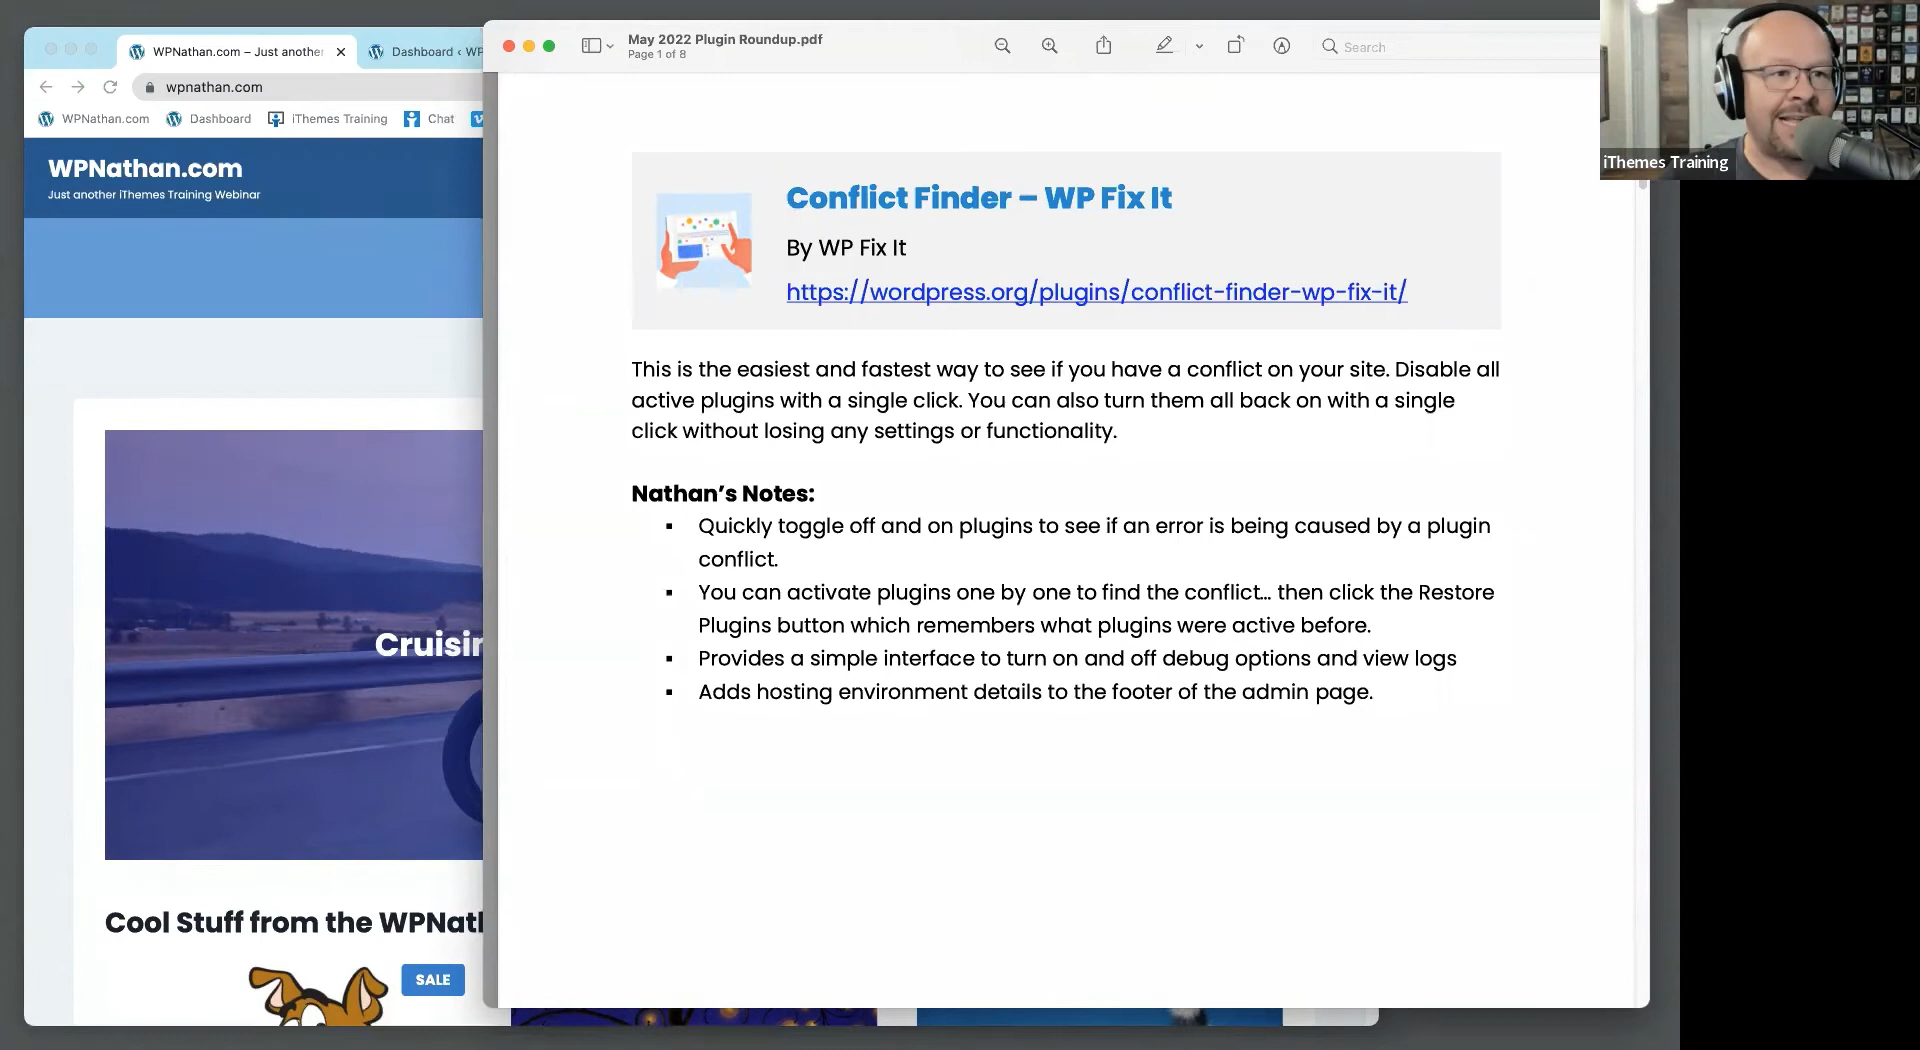 WPNathan.com – Just another
Dashboard ‹ WP
wpnathan.com
WPNathan.com
Dashboard
iThemes Training
Chat
WPNathan.com
Just another iThemes Training Webinar
Cruisin
Cool Stuff from the WPNath
SALE
May 2022 Plugin Roundup.pdf
Page 1 of 8
Search
Conflict Finder – WP Fix It
By WP Fix It
https://wordpress.org/plugins/conflict-finder-wp-fix-it/
This is the easiest and fastest way to see if you have a conflict on your site. Disable all
active plugins with a single click. You can also turn them all back on with a single
click without losing any settings or functionality.
Nathan’s Notes:
▪ Quickly toggle off and on plugins to see if an error is being caused by a plugin
conflict.
▪ You can activate plugins one by one to find the conflict… then click the Restore
Plugins button which remembers what plugins were active before.
▪ Provides a simple interface to turn on and off debug options and view logs
▪ Adds hosting environment details to the footer of the admin page.
iThemes Training